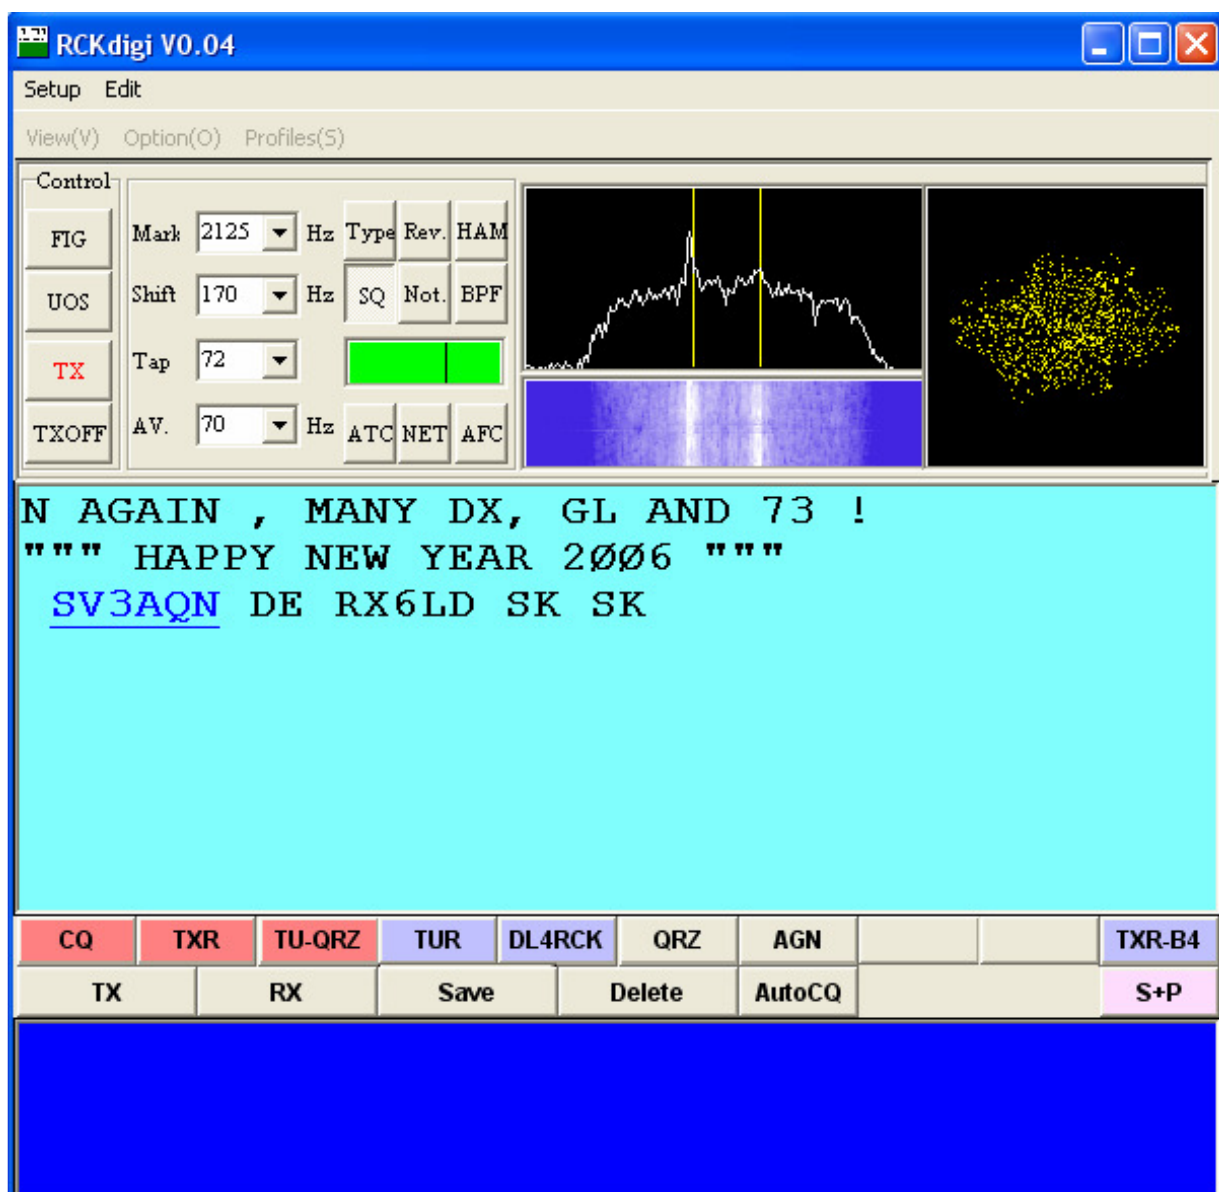 RCKdigi V0.04
Setup Edit
View(V) Option(O) Profiles(S)
Control
FIG Mark 2125 Hz Type Rev. HAM
UOS Shift 170 Hz SQ Not. BPF
TX Tap 72
TXOFF AV. 70 Hz ATC NET AFC
N AGAIN , MANY DX, GL AND 73 !
""" HAPPY NEW YEAR 2ØØ6 """
SV3AQN DE RX6LD SK SK
CQ TXR TU-QRZ TUR DL4RCK QRZ AGN TXR-B4
TX RX Save Delete AutoCQ S+P